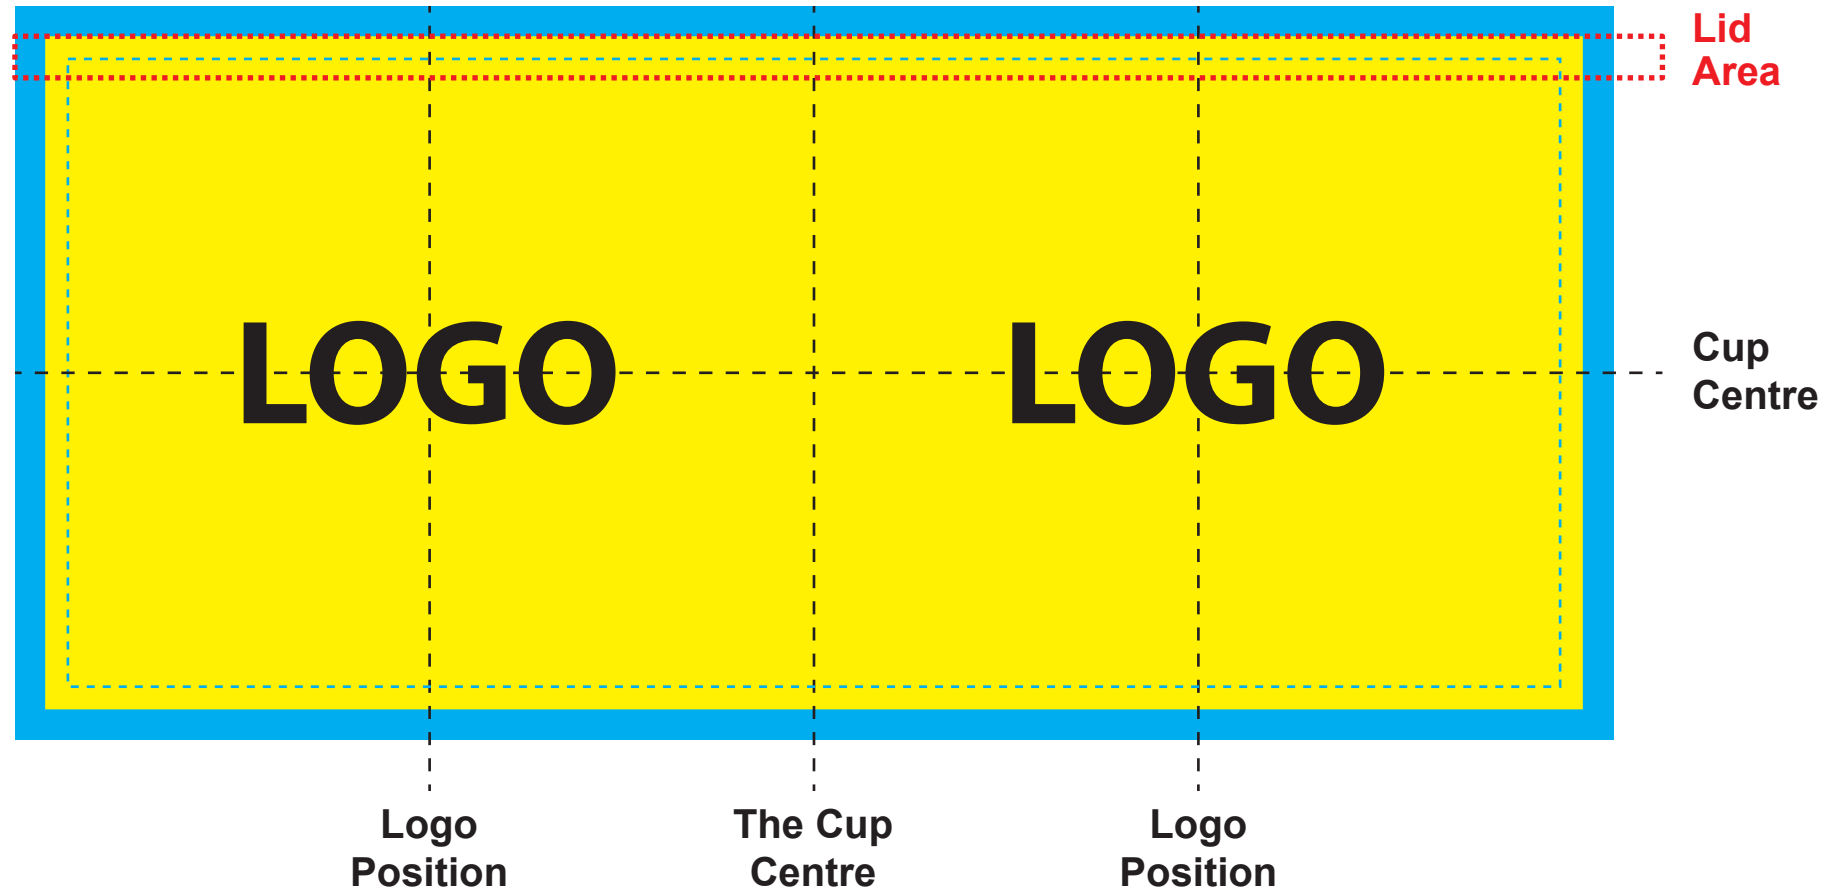 Lid
Area
LOGO
LOGO
Cup
Centre
Logo
Position
The Cup
Centre
Logo
Position